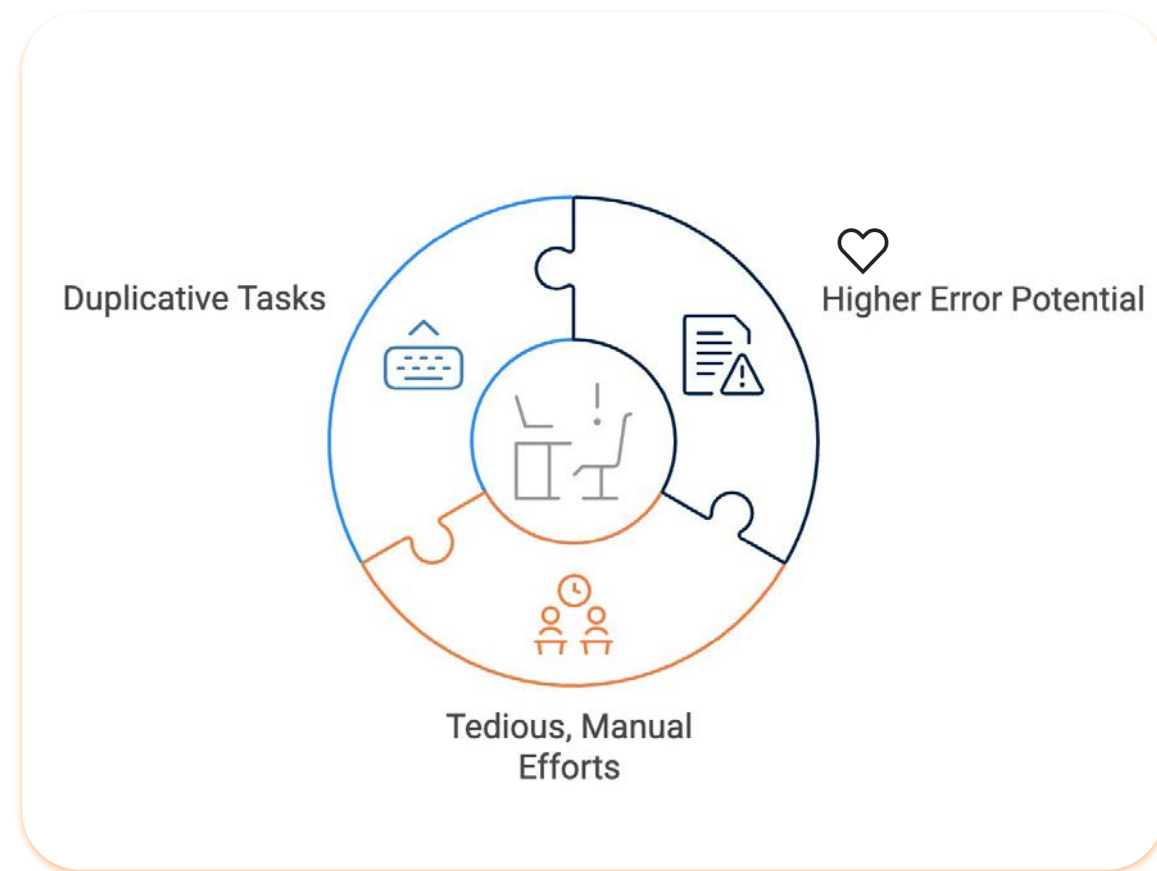 Duplicative Tasks
Higher Error Potential
Tedious, Manual
Efforts